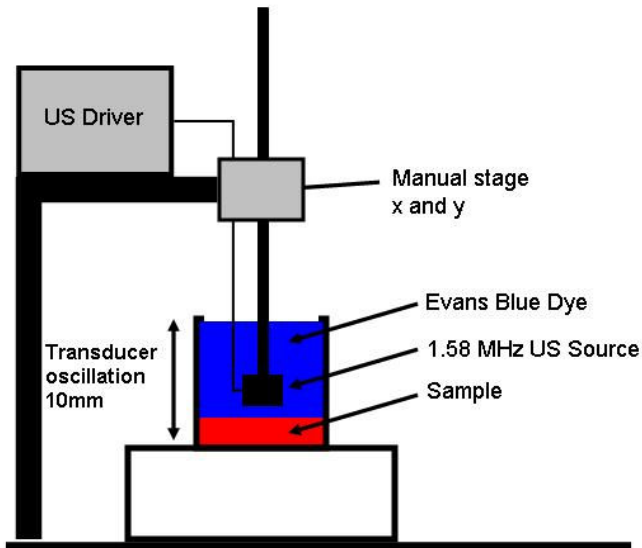 US Driver
Manual stage
x and y
Evans Blue Dye
1.58 MHz US Source
Sample
Transducer
oscillation
10mm